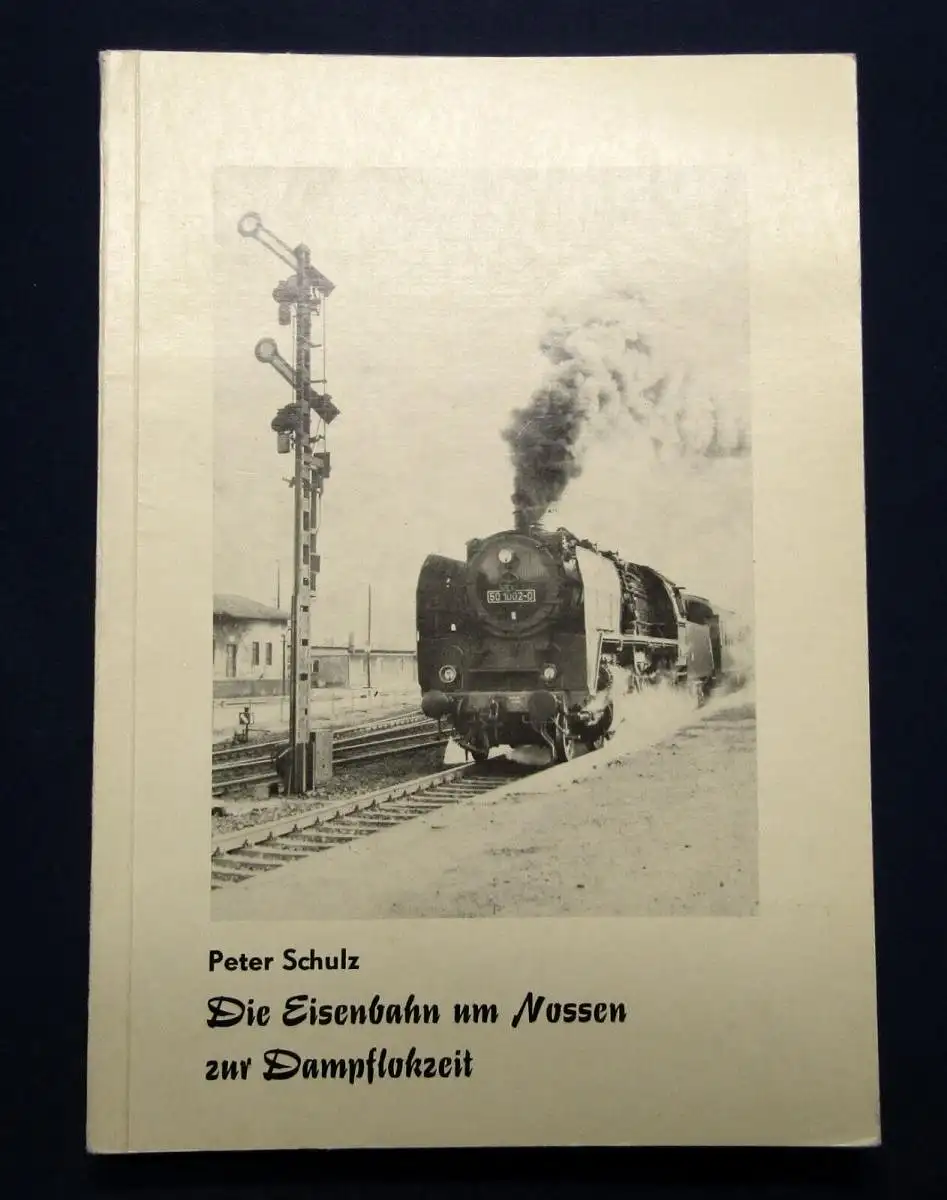 50 1002-0
Peter Schulz
Die Eisenbahn um Nossen
zur Dampflokzeit